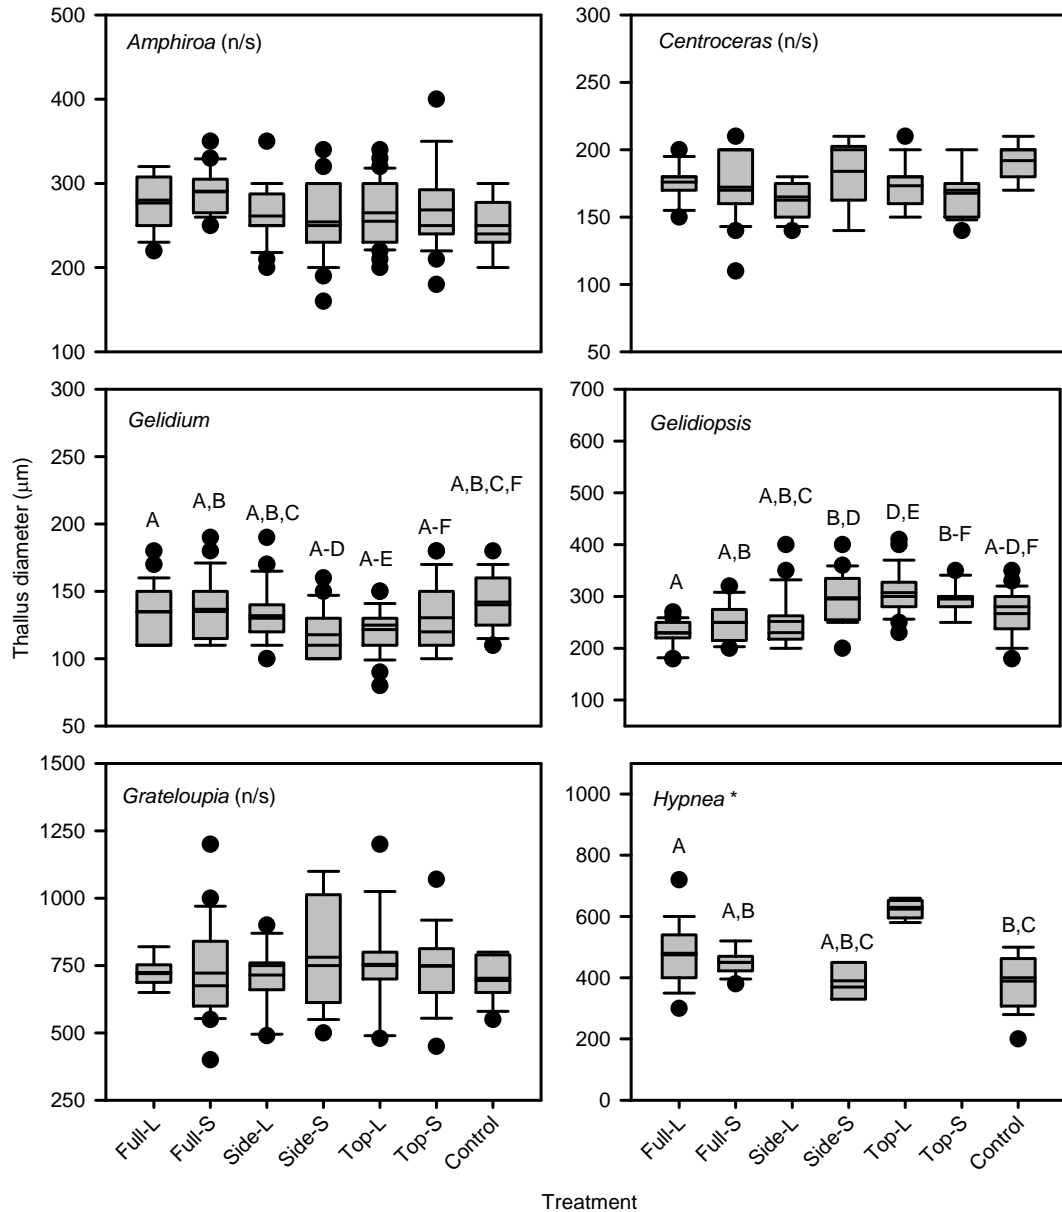 500
400
300
200
100
Amphiroa (n/s)
300
250
200
150
100
50
Centroceras (n/s)
Thallus diameter (μm)
300
250
200
150
100
50
Gelidium
A
A,B
A,B,C
A-D
A-E
A-F
A,B,C,F
700
600
500
400
300
200
100
Gelidiopsis
A
A,B
A,B,C
B,D
D,E
B-F
A-D,F
1500
1250
1000
750
500
250
Grateloupia (n/s)
Full-L
Full-S
Side-L
Side-S
Top-L
Top-S
Control
1000
800
600
400
200
0
Hypnea *
A
A,B
A,B,C
B,C
Full-L
Full-S
Side-L
Side-S
Top-L
Top-S
Control
Treatment